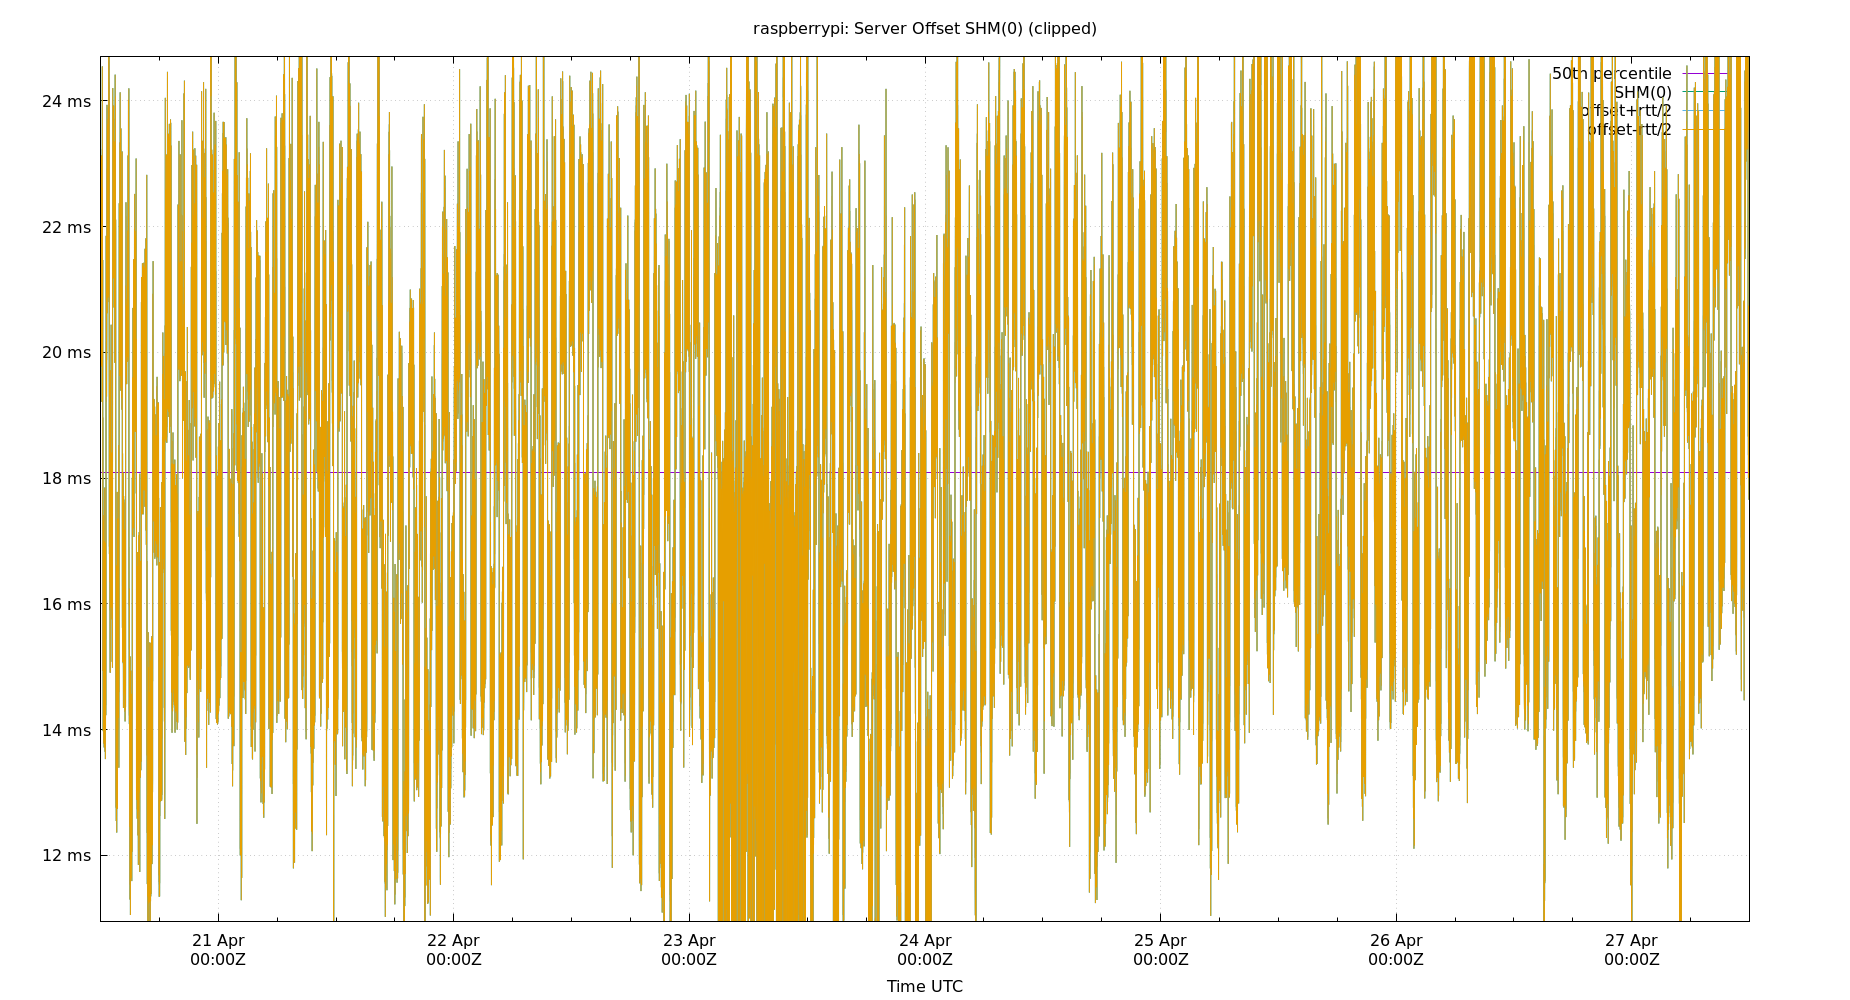 raspberrypi: Server Offset SHM(0) (clipped)
50th percentile
SHM(0)
offset+rtt/2
offset-rtt/2
24 ms
22 ms
20 ms
18 ms
16 ms
14 ms
12 ms
21 Apr 22 Apr 23 Apr 24 Apr 25 Apr 26 Apr 27 Apr
00:00Z 00:00Z 00:00Z 00:00Z 00:00Z 00:00Z 00:00Z
Time UTC